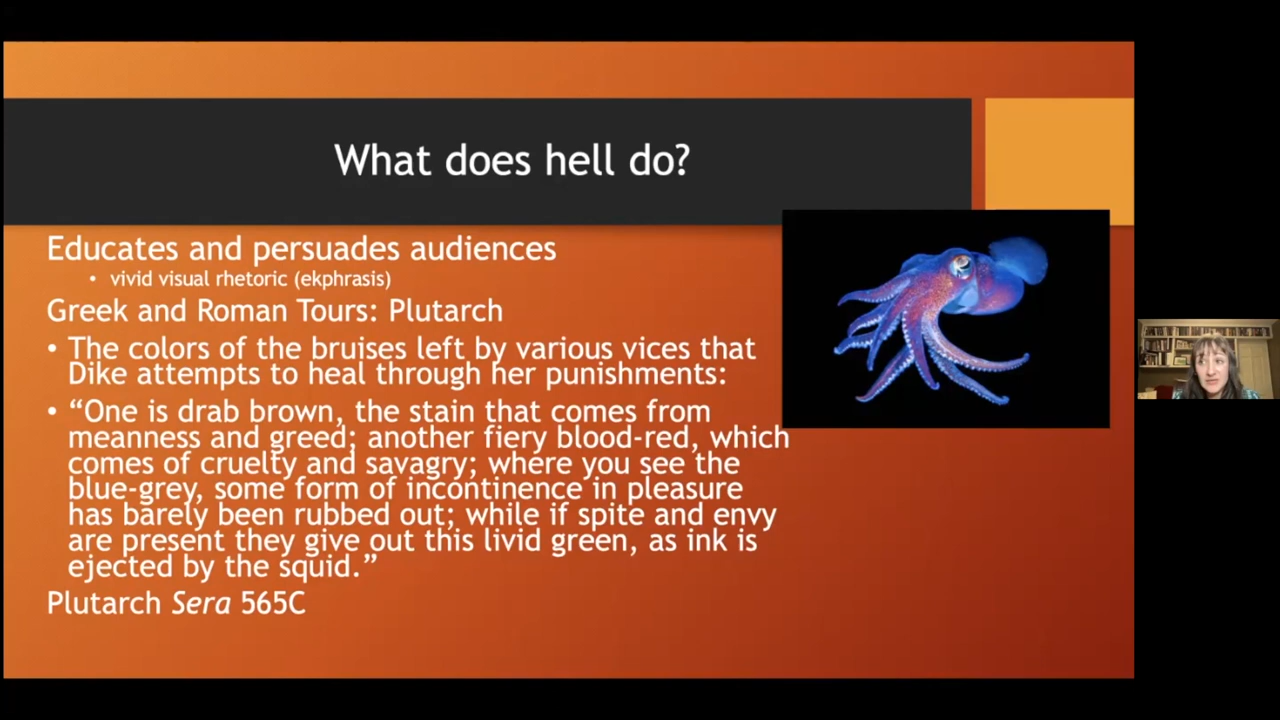 What does hell do?
Educates and persuades audiences
• vivid visual rhetoric (ekphrasis)
Greek and Roman Tours: Plutarch
• The colors of the bruises left by various vices that
Dike attempts to heal through her punishments:
• “One is drab brown, the stain that comes from
meanness and greed; another fiery blood-red, which
comes of cruelty and savagry; where you see the
blue-grey, some form of incontinence in pleasure
has barely been rubbed out; while if spite and envy
are present they give out this livid green, as ink is
ejected by the squid.”
Plutarch Sera 565C